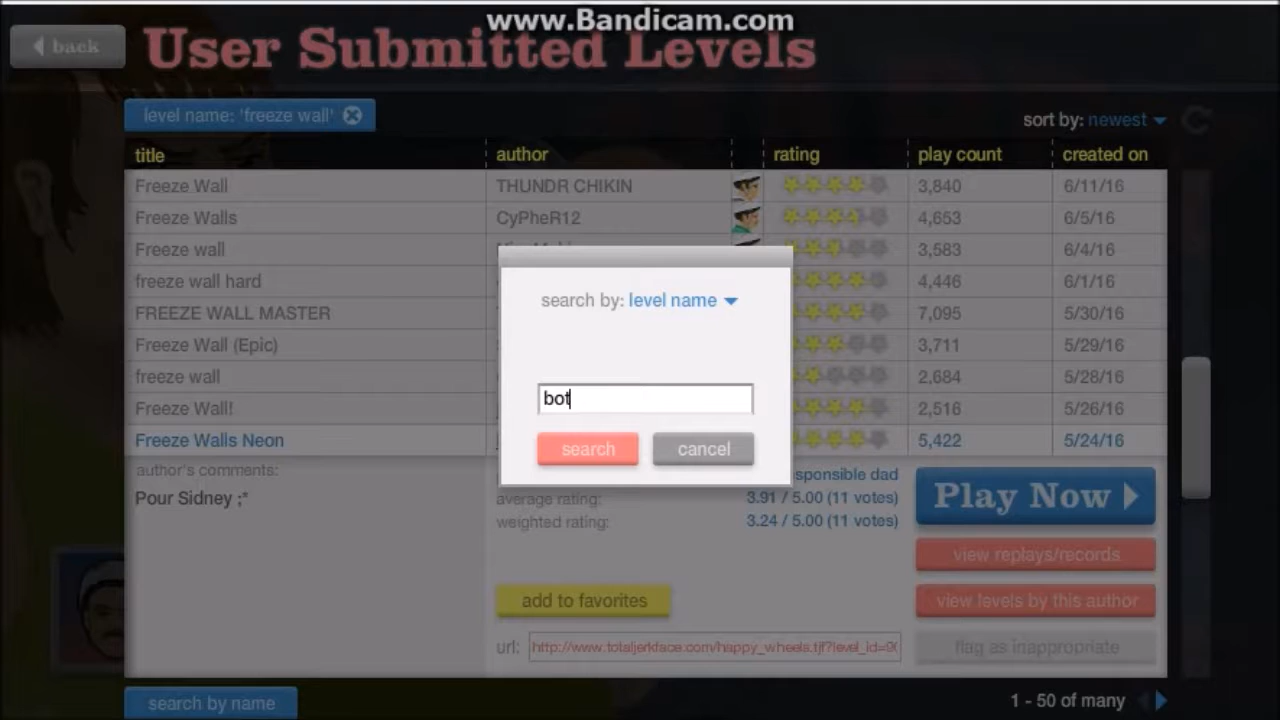 www.Bandicam.com
back
User Submitted Levels
level name: 'freeze wall'
sort by: newest
title author rating play count created on
Freeze Wall THUNDR CHIKIN 3,840 6/11/16
Freeze Walls CyPheR12 4,653 6/5/16
Freeze wall 3,583 6/4/16
freeze wall hard 4,446 6/1/16
FREEZE WALL MASTER 7,095 5/30/16
Freeze Wall (Epic) 3,711 5/29/16
freeze wall 2,684 5/28/16
Freeze Wall! 2,516 5/26/16
Freeze Walls Neon 5,422 5/24/16
search by: level name
bot
search cancel
author's comments:
Pour Sidney ;*
sponsible dad
average rating: 3.91 / 5.00 (11 votes)
weighted rating: 3.24 / 5.00 (11 votes)
Play Now
view replays/records
add to favorites
view levels by this author
url: http://www.totaljerkface.com/happy_wheels.tjf?level_id=9
flag as inappropriate
search by name
1 - 50 of many